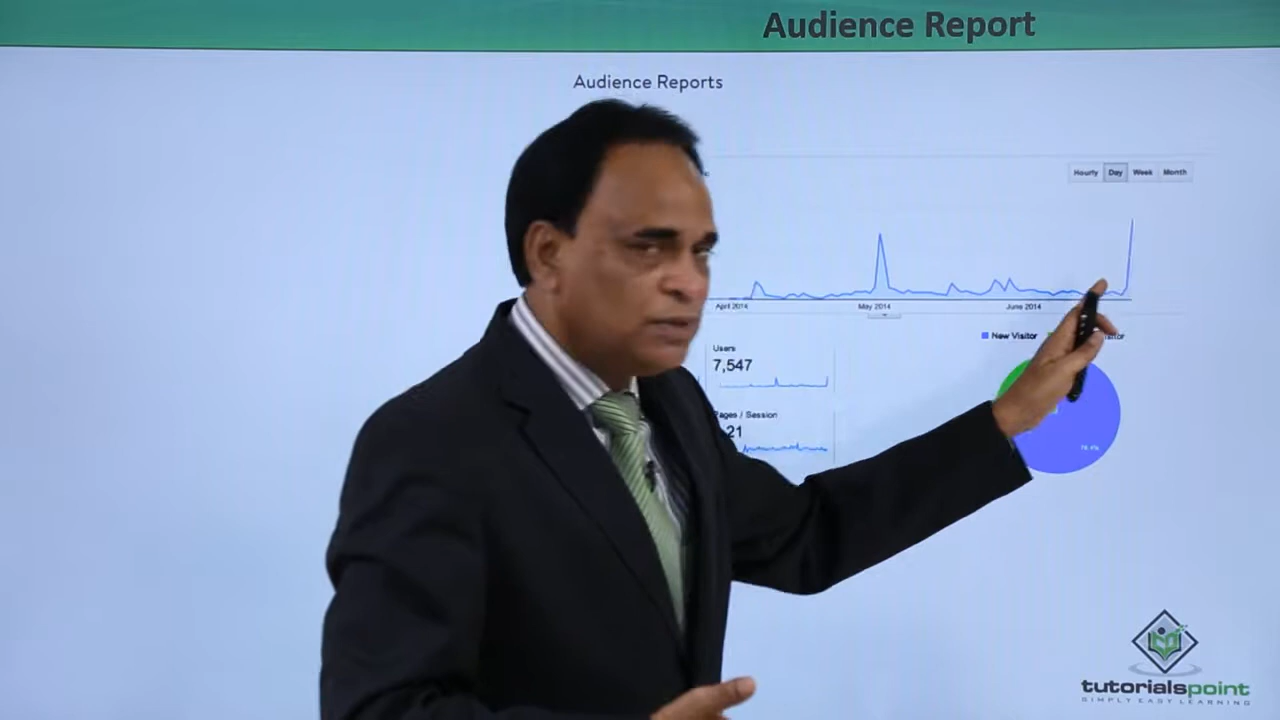 Audience Report
Audience Reports
Hourly Day Week Month
April 2014 May 2014 June 2014
New Visitor
Users
7,547
Pages / Session
21
tutorialspoint
SIMPLY EASY LEARNING